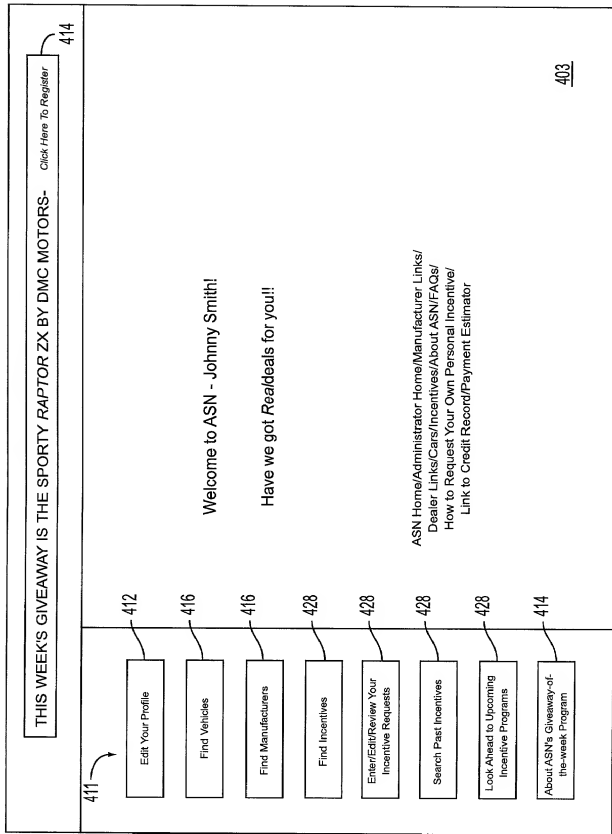 THIS WEEK'S GIVEAWAY IS THE SPORTY RAPTOR ZX BY DMC MOTORS- Click Here To Register
414
411
Edit Your Profile
412
Find Vehicles
416
Find Manufacturers
416
Find Incentives
428
Enter/Edit/Review Your
Incentive Requests
428
Search Past Incentives
428
Look Ahead to Upcoming
Incentive Programs
428
About ASN's Giveaway-of-
the-week Program
414
Welcome to ASN - Johnny Smith!
Have we got Realdeals for you!!
ASN Home/Administrator Home/Manufacturer Links/
Dealer Links/Cars/Incentives/About ASN/FAQs/
How to Request Your Own Personal Incentive/
Link to Credit Record/Payment Estimator
403